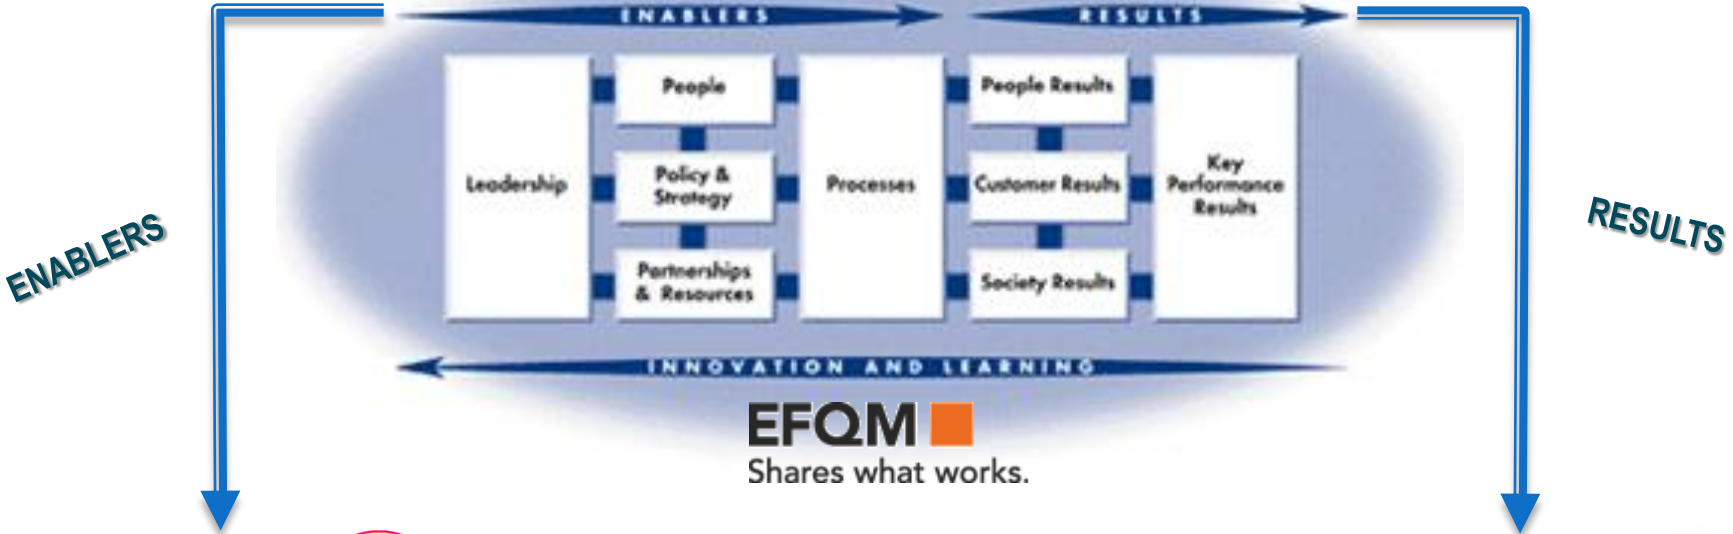 ENABLERS
RESULTS
People
People Results
Leadership
Policy &
Strategy
Processes
Customer Results
Key
Performance
Results
Partnerships
& Resources
Society Results
ENABLERS
RESULTS
INNOVATION AND LEARNING
EFQM
Shares what works.